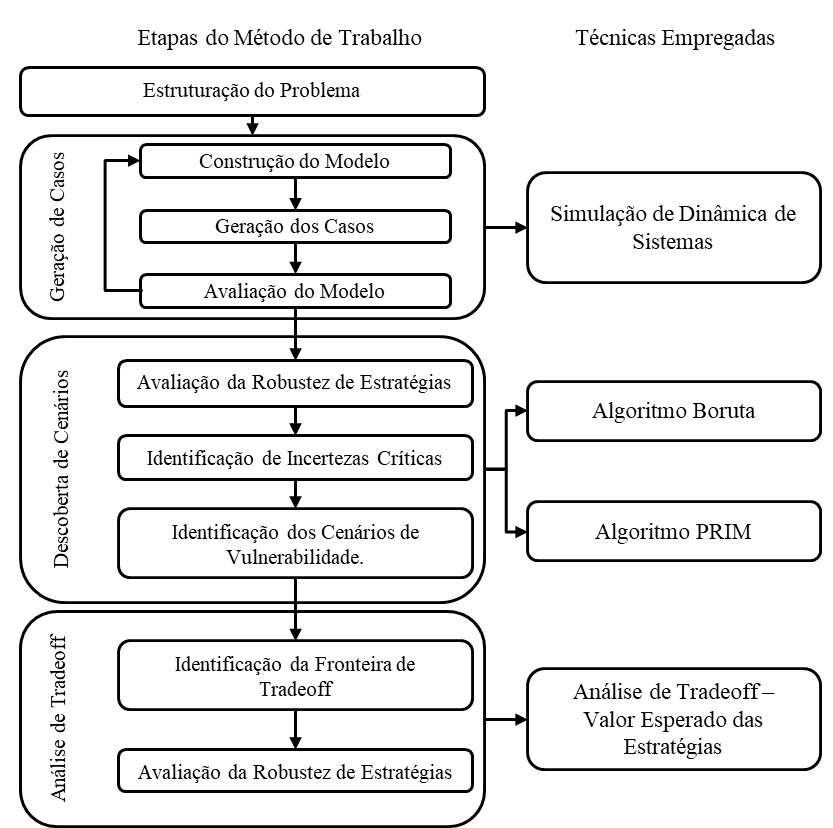 Etapas do Método de Trabalho
Técnicas Empregadas
Estruturação do Problema
Geração de Casos
Construção do Modelo
Geração dos Casos
Avaliação do Modelo
Simulação de Dinâmica de
Sistemas
Descoberta de Cenários
Avaliação da Robustez de Estratégias
Identificação de Incertezas Críticas
Identificação dos Cenários de
Vulnerabilidade.
Algoritmo Boruta
Algoritmo PRIM
Análise de Tradeoff
Identificação da Fronteira de
Tradeoff
Avaliação da Robustez de Estratégias
Análise de Tradeoff –
Valor Esperado das
Estratégias